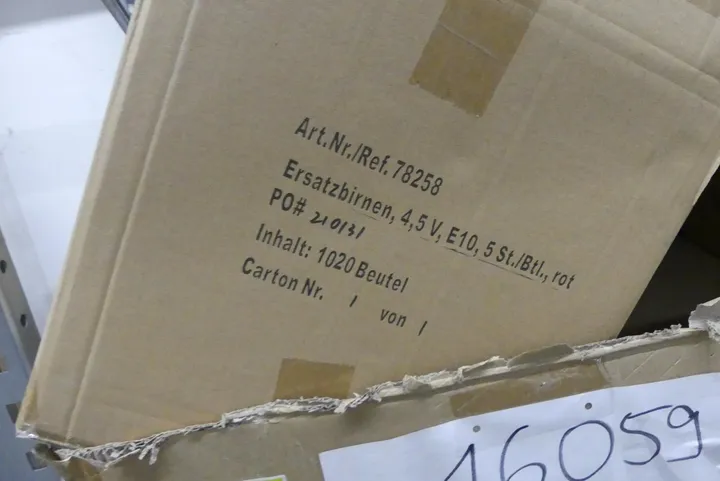 Art.Nr./Ref. 78258
Ersatzbirnen, 4,5 V, E10, 5 St./Btl., rot
PO# 210131
Inhalt: 1020 Beutel
Carton Nr. 1 von 1
16059